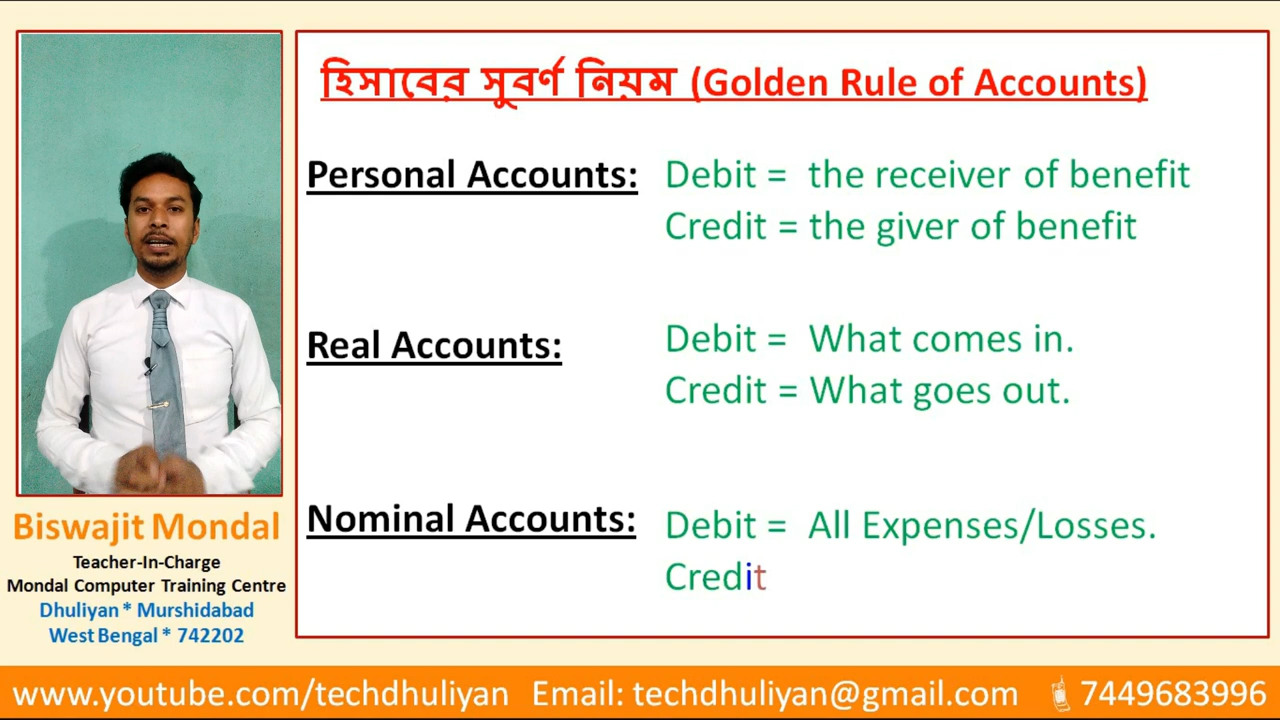 হিসাবের সুবর্ণ নিয়ম (Golden Rule of Accounts)
Personal Accounts: Debit = the receiver of benefit
Credit = the giver of benefit
Real Accounts: Debit = What comes in.
Credit = What goes out.
Nominal Accounts: Debit = All Expenses/Losses.
Credit
Biswajit Mondal
Teacher-In-Charge
Mondal Computer Training Centre
Dhuliyan * Murshidabad
West Bengal * 742202
www.youtube.com/techdhuliyan Email: techdhuliyan@gmail.com 7449683996